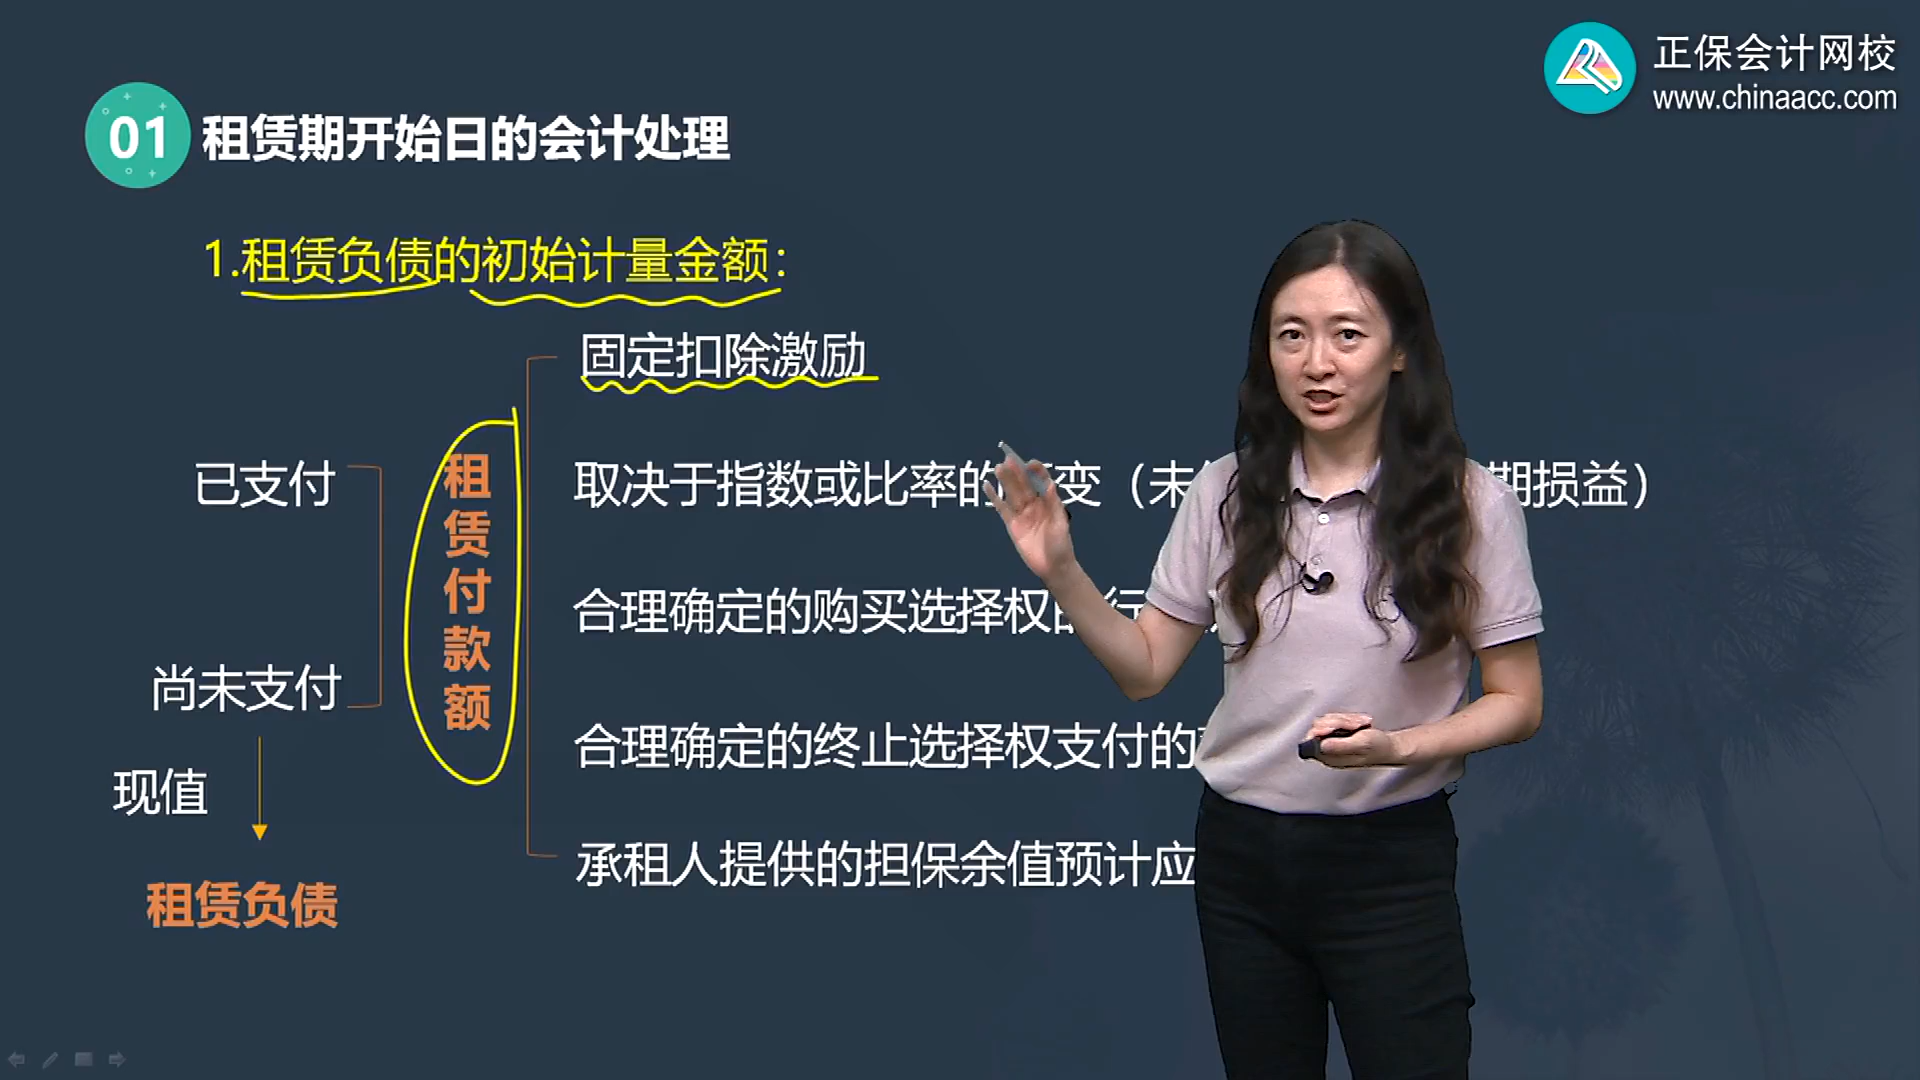 正保会计网校
www.chinaacc.com
01 租赁期开始日的会计处理
1.租赁负债的初始计量金额：
固定扣除激励
已支付
租赁付款额
取决于指数或比率的 变（未 期损益）
合理确定的购买选择权 行
尚未支付
合理确定的终止选择权支付的
现值
承租人提供的担保余值预计应
租赁负债